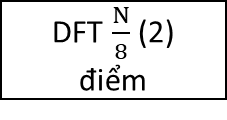 DFT N/8 (2)
điểm